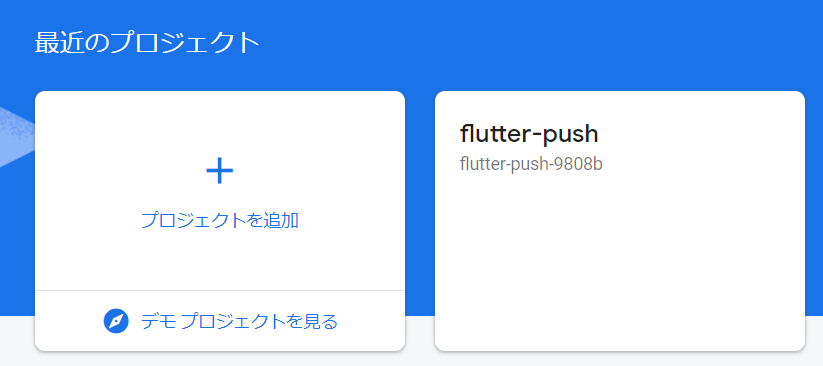 最近のプロジェクト
プロジェクトを追加
デモ プロジェクトを見る
flutter-push
flutter-push-9808b